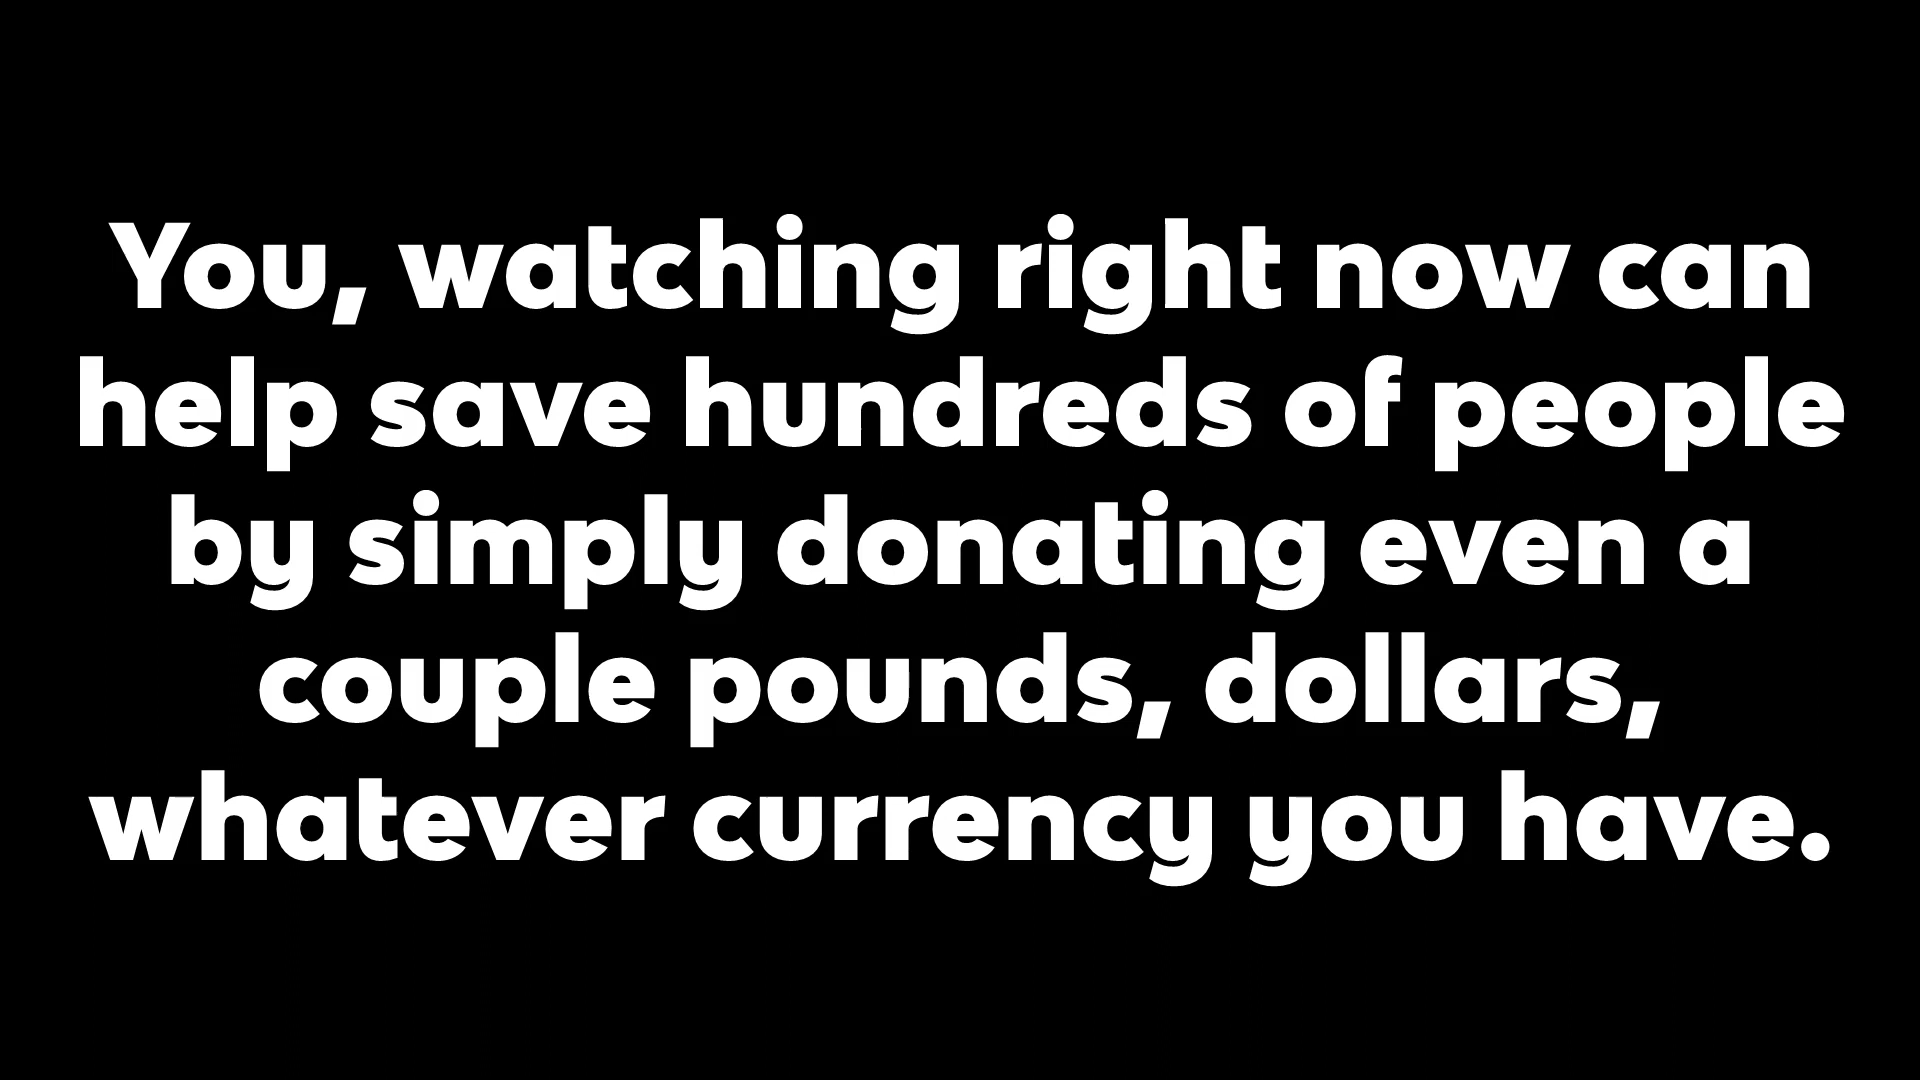 You, watching right now can
help save hundreds of people
by simply donating even a
couple pounds, dollars,
whatever currency you have.